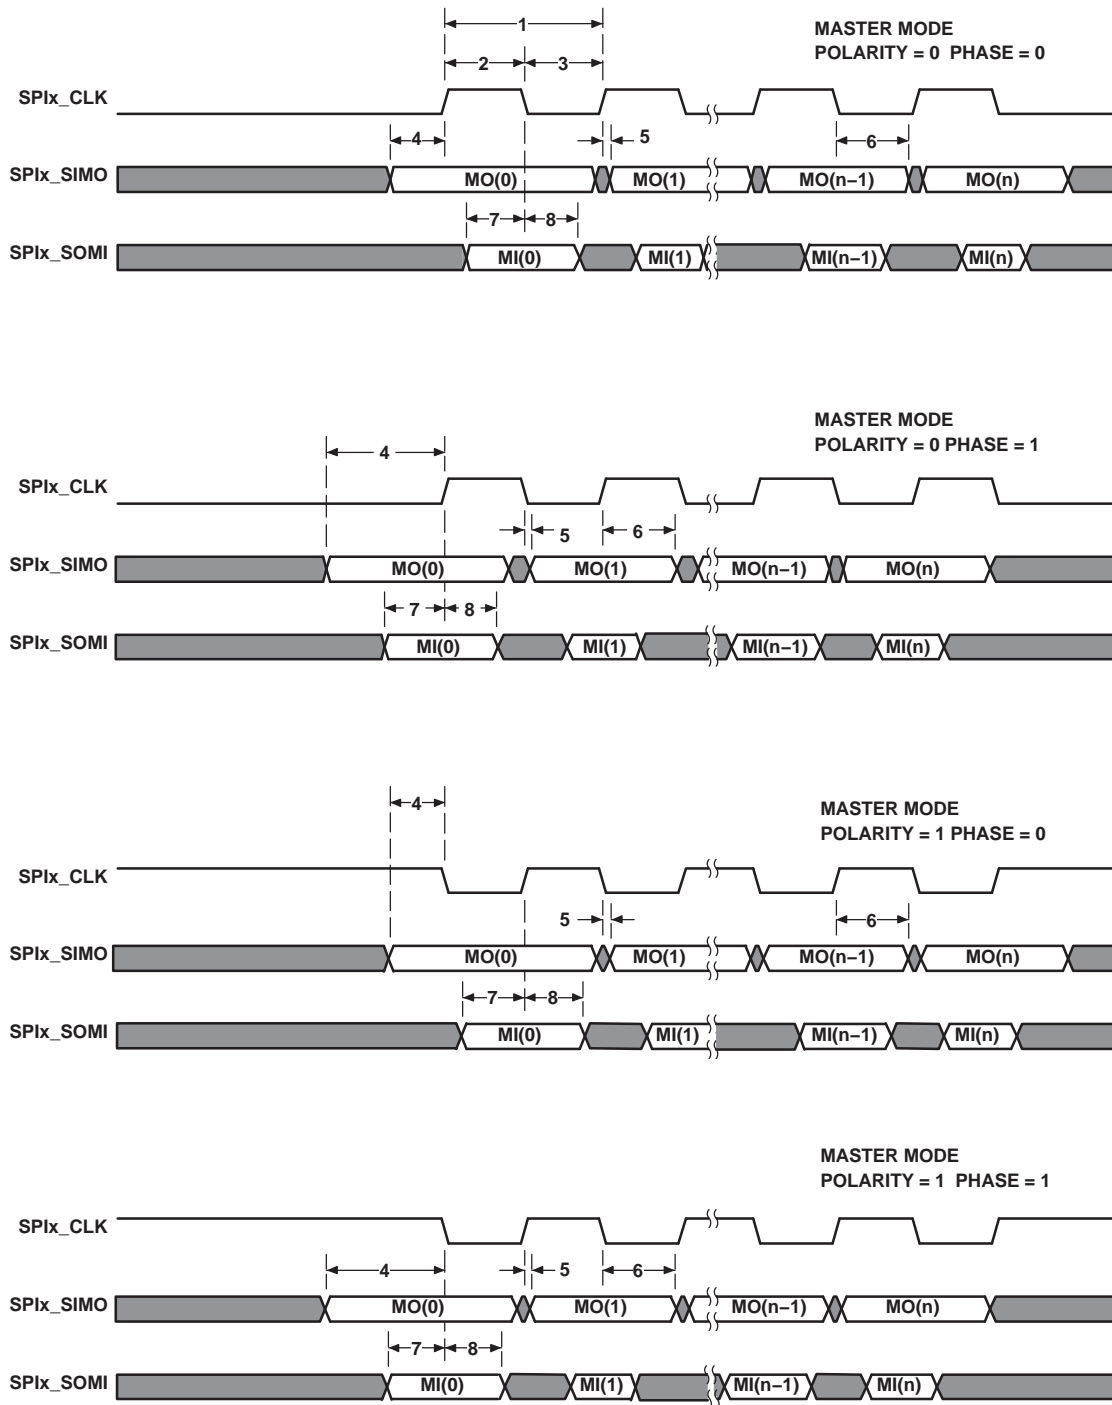 1
MASTER MODE
POLARITY = 0 PHASE = 0
2 3
SPIx_CLK
4 5 6
SPIx_SIMO MO(0) MO(1) MO(n−1) MO(n)
7 8
SPIx_SOMI MI(0) MI(1) MI(n−1) MI(n)
MASTER MODE
POLARITY = 0 PHASE = 1
4
SPIx_CLK
5 6
SPIx_SIMO MO(0) MO(1) MO(n−1) MO(n)
7 8
SPIx_SOMI MI(0) MI(1) MI(n−1) MI(n)
4
MASTER MODE
POLARITY = 1 PHASE = 0
SPIx_CLK
5 6
SPIx_SIMO MO(0) MO(1) MO(n−1) MO(n)
7 8
SPIx_SOMI MI(0) MI(1) MI(n−1) MI(n)
MASTER MODE
POLARITY = 1 PHASE = 1
SPIx_CLK
4 5 6
SPIx_SIMO MO(0) MO(1) MO(n−1) MO(n)
7 8
SPIx_SOMI MI(0) MI(1) MI(n−1) MI(n)